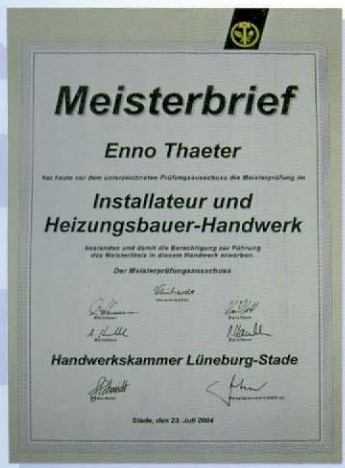 Meisterbrief
Enno Thaeter
hat heute vor dem unterzeichneten Prüfungsausschuss die Meisterprüfung im
Installateur und
Heizungsbauer-Handwerk
bestanden und damit die Berechtigung zur Führung
des Meistertitels in diesem Handwerk erworben.
Der Meisterprüfungsausschuss
Handwerkskammer Lüneburg-Stade
Stade, den 23. Juli 2004